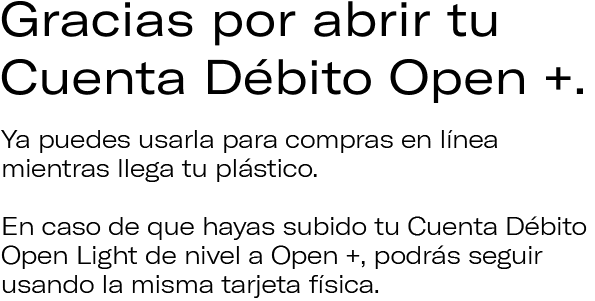 Gracias por abrir tu
Cuenta Débito Open +.
Ya puedes usarla para compras en línea
mientras llega tu plástico.
En caso de que hayas subido tu Cuenta Débito
Open Light de nivel a Open +, podrás seguir
usando la misma tarjeta física.